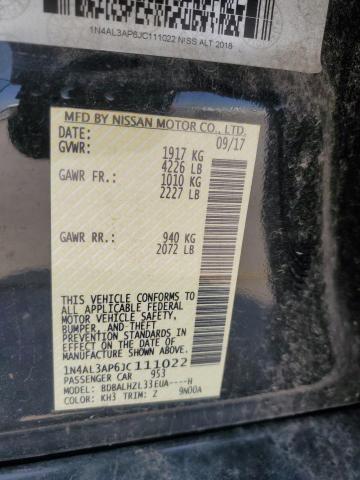 1N4AL3AP6JC111022 NISS ALT 2018
MFD BY NISSAN MOTOR CO., LTD.
DATE: 09/17
GVWR: 1917 KG
4226 LB
GAWR FR.: 1010 KG
2227 LB
GAWR RR.: 940 KG
2072 LB
THIS VEHICLE CONFORMS TO
ALL APPLICABLE FEDERAL
MOTOR VEHICLE SAFETY,
BUMPER, AND THEFT
PREVENTION STANDARDS IN
EFFECT ON THE DATE OF
MANUFACTURE SHOWN ABOVE.
1N4AL3AP6JC111022
PASSENGER CAR 953
MODEL: BDBALHZL33EUA----H
COLOR: KH3 TRIM: Z 9N00A